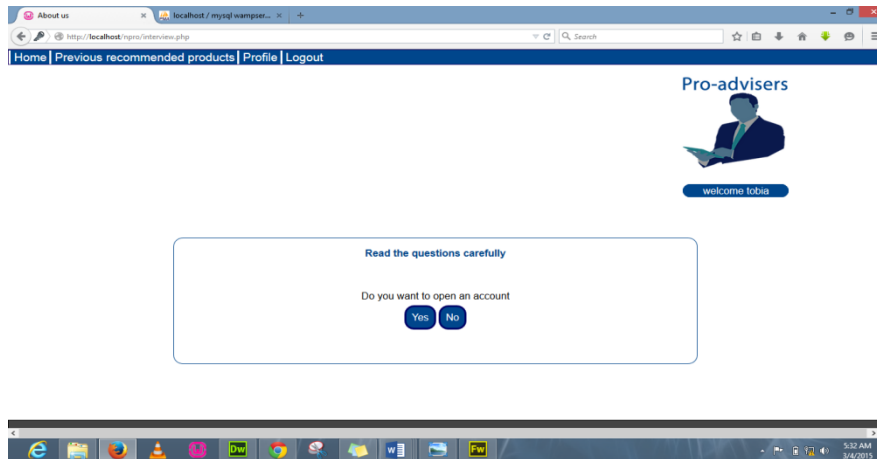 About us
localhost / mysql wampser...
http://localhost/npro/interview.php
Search
Home Previous recommended products Profile Logout
Pro-advisers
welcome tobia
Read the questions carefully
Do you want to open an account
Yes No
Dw
W
Fw
5:32 AM
3/4/2015